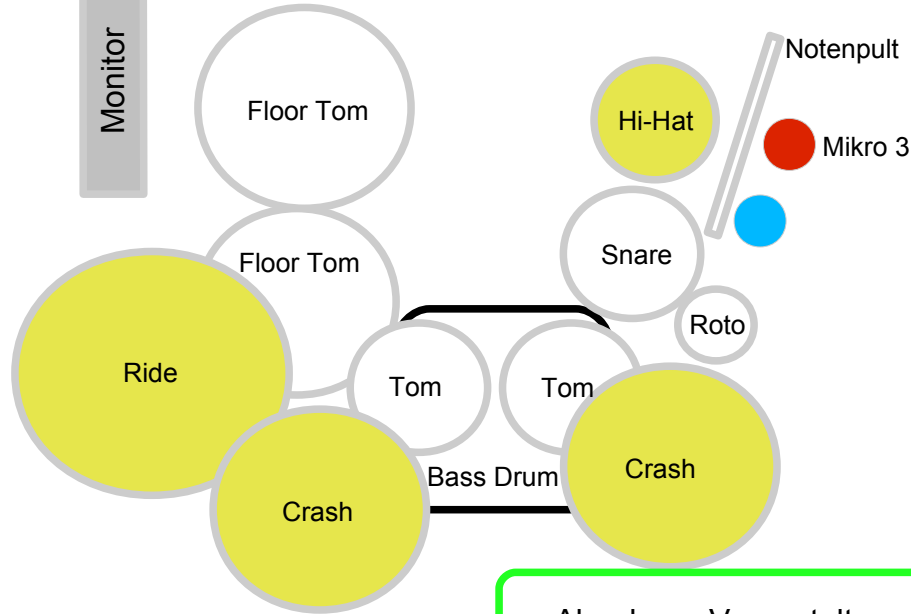 Monitor
Floor Tom
Hi-Hat
Notenpult
Mikro 3
Floor Tom
Snare
Roto
Ride
Tom
Tom
Bass Drum
Crash
Crash